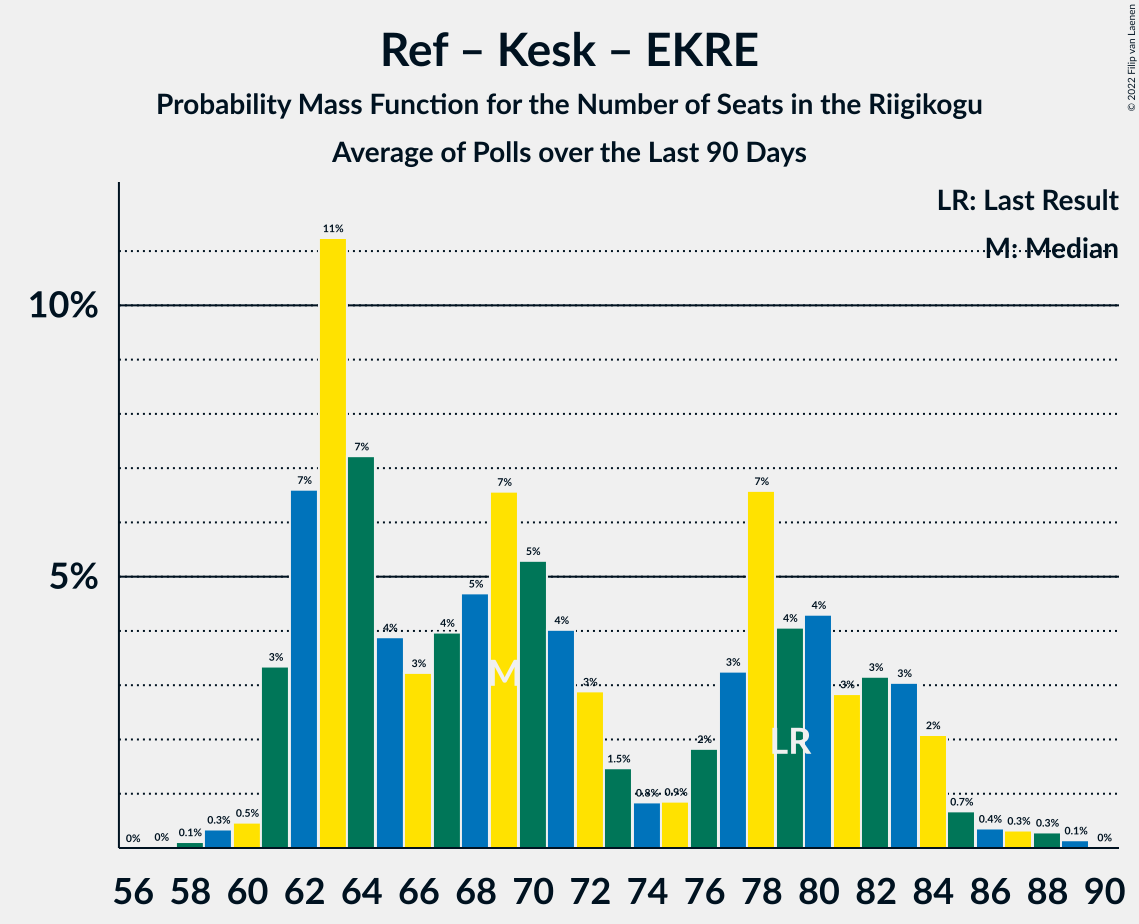 Ref – Kesk – EKRE
Probability Mass Function for the Number of Seats in the Riigikogu
Average of Polls over the Last 90 Days
© 2022 Filip van Laenen
LR: Last Result
M: Median
10%
5%
0% 0% 0.1% 0.3% 0.5% 3% 7% 11% 7% 4% 3% 4% 5% 7% 5% 4% 3% 1.5% 0.8% 0.9% 2% 3% 7% 4% 4% 3% 3% 3% 2% 0.7% 0.4% 0.3% 0.3% 0.1% 0%
M
LR
56 58 60 62 64 66 68 70 72 74 76 78 80 82 84 86 88 90